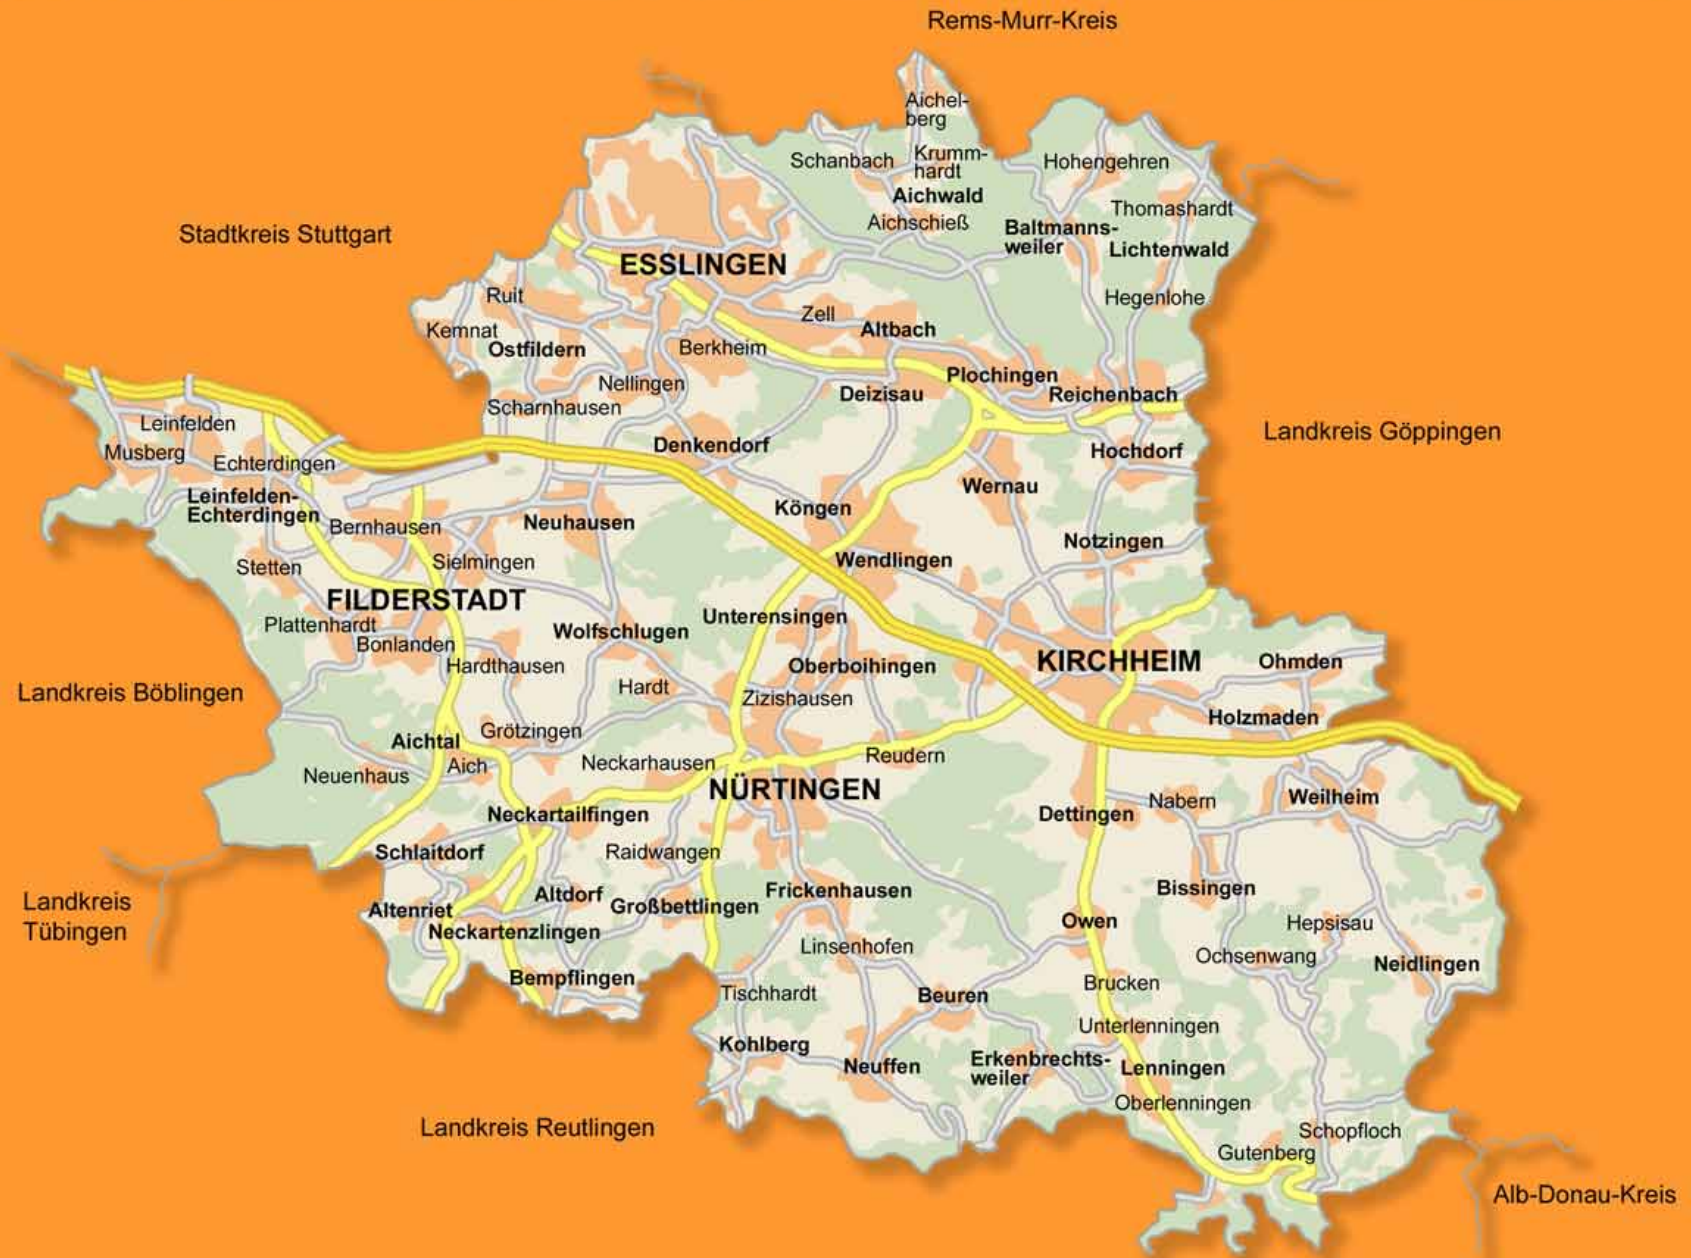 Rems-Murr-Kreis
Aichel-
berg
Schanbach
Krumm-
hardt
Hohengehren
Aichwald
Thomashardt
Aichschieß
Baltmanns-
weiler
Stadtkreis Stuttgart
Lichtenwald
ESSLINGEN
Ruit
Hegenlohe
Zell
Kemnat
Altbach
Ostfildern
Berkheim
Plochingen
Nellingen
Deizisau
Reichenbach
Scharnhausen
Leinfelden
Landkreis Göppingen
Denkendorf
Musberg
Hochdorf
Echterdingen
Wernau
Leinfelden-
Echterdingen
Köngen
Bernhausen
Neuhausen
Notzingen
Sielmingen
Wendlingen
Stetten
FILDERSTADT
Unterensingen
Plattenhardt
Wolfschlugen
Bonlanden
KIRCHHEIM
Ohmden
Hardthausen
Oberboihingen
Hardt
Landkreis Böblingen
Zizishausen
Holzmaden
Grötzingen
Aichtal
Reudern
Neckarhausen
Aich
Neuenhaus
NÜRTINGEN
Weilheim
Nabern
Neckartailfingen
Dettingen
Schlaitdorf
Raidwangen
Bissingen
Frickenhausen
Altdorf
Landkreis
Tübingen
Großbettlingen
Altenriet
Owen
Hepsisau
Neckartenzlingen
Linsenhofen
Ochsenwang
Neidlingen
Bempflingen
Brucken
Tischhardt
Beuren
Unterlenningen
Kohlberg
Erkenbrechts-
weiler
Neuffen
Lenningen
Oberlenningen
Landkreis Reutlingen
Schopfloch
Gutenberg
Alb-Donau-Kreis